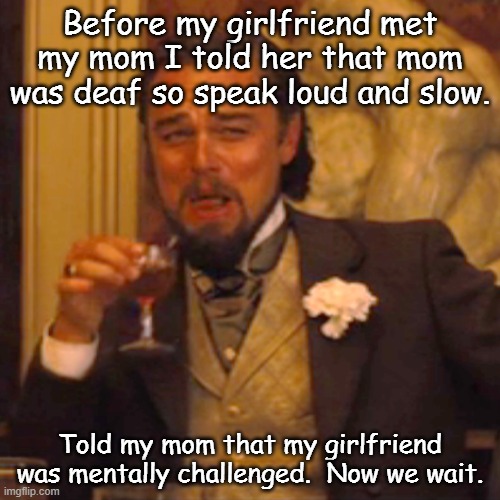 Before my girlfriend met
my mom I told her that mom
was deaf so speak loud and slow.
Told my mom that my girlfriend
was mentally challenged.  Now we wait.
imgflip.com